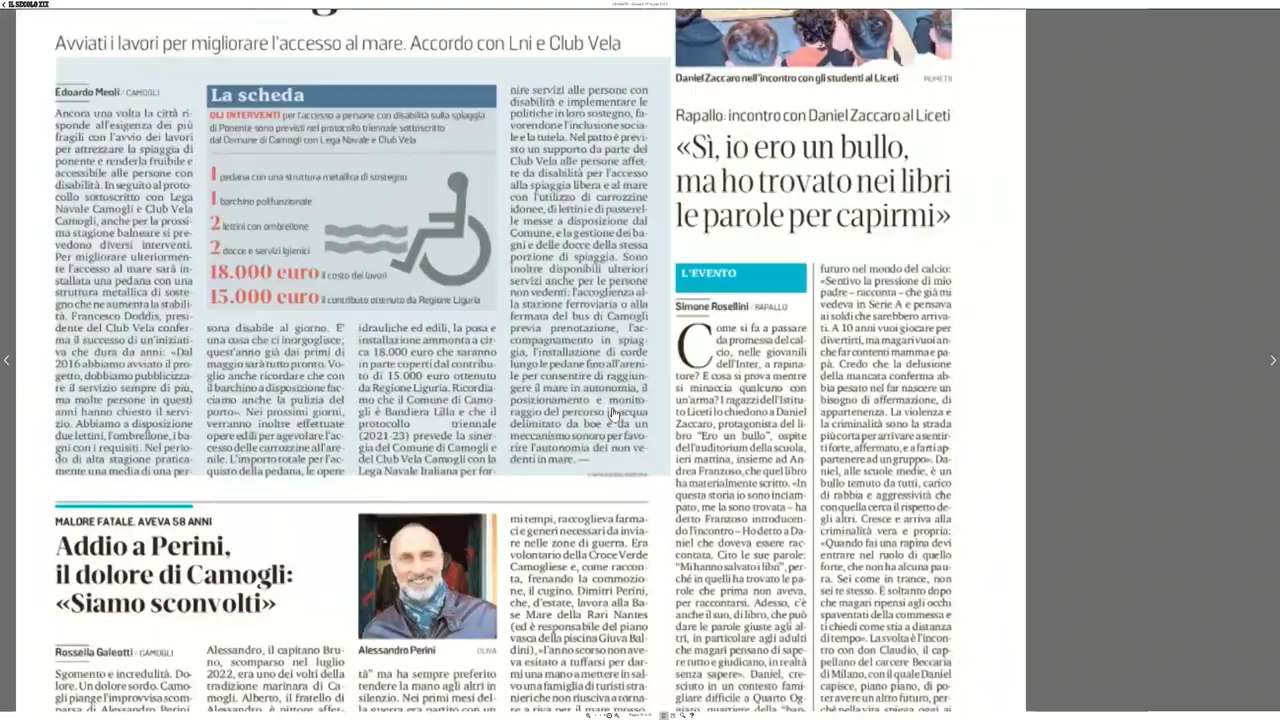 IL SECOLO XIX
Avviati i lavori per migliorare l'accesso al mare. Accordo con Lni e Club Vela
Edoardo Meoli / CAMOGLI
Ancora una volta la città ri-
sponde all'esigenza dei più
fragili con l'avvio dei lavori
per attrezzare la spiaggia di
ponente e renderla fruibile e
accessibile alle persone con
disabilità. In seguito al proto-
collo sottoscritto con Lega
Navale Camogli e Club Vela
Camogli, anche per la prossi-
ma stagione balneare si pre-
vedono diversi interventi.
Per migliorare ulteriormen-
te l'accesso al mare sarà in-
stallata una pedana con una
struttura metallica di soste-
gno che ne aumenta la stabili-
tà. Francesco Doddis, presi-
dente del Club Vela confer-
ma il successo di un'iniziati-
va che dura da anni: «Dal
2016 abbiamo avviato il pro-
getto, dobbiamo pubblicizza-
re il servizio sempre di più,
ma molte persone in questi
anni hanno chiesto il servi-
zio. Abbiamo a disposizione
due lettini, l'ombrellone, i ba-
gni con i requisiti. Nel perio-
do di alta stagione pratica-
mente una media di una per-
La scheda
GLI INTERVENTI per l'accesso a persone con disabilità sulla spiaggia
di Ponente sono previsti nel protocollo triennale sottoscritto
dal Comune di Camogli con Lega Navale e Club Vela
1 pedana con una struttura metallica di sostegno
1 barchino polifunzionale
2 lettini con ombrellone
2 docce e servizi igienici
18.000 euro il costo dei lavori
15.000 euro il contributo ottenuto da Regione Liguria
sona disabile al giorno. E'
una cosa che ci inorgoglisce;
quest'anno già dai primi di
maggio sarà tutto pronto. Vo-
glio anche ricordare che con
il barchino a disposizione fac-
ciamo anche la pulizia del
porto». Nei prossimi giorni,
verranno inoltre effettuate
opere edili per agevolare l'ac-
cesso delle carrozzine all'are-
nile. L'importo totale per l'ac-
quisto della pedana, le opere
idrauliche ed edili, la posa e
installazione ammonta a cir-
ca 18.000 euro che saranno
in parte coperti dal contribu-
to di 15.000 euro ottenuto
da Regione Liguria. Ricordia-
mo che il Comune di Camo-
gli è Bandiera Lilla e che il
protocollo triennale
(2021-23) prevede la siner-
gia del Comune di Camogli e
del Club Vela Camogli con la
Lega Navale Italiana per for-
nire servizi alle persone con
disabilità e implementare le
politiche in loro sostegno, fa-
vorendone l'inclusione socia-
le e la tutela. Nel patto è previ-
sto un supporto da parte del
Club Vela alle persone affet-
te da disabilità per l'accesso
alla spiaggia libera e al mare
con l'utilizzo di carrozzine
idonee, di lettini e di passerel-
le messe a disposizione dal
Comune, e la gestione dei ba-
gni e delle docce della stessa
porzione di spiaggia. Sono
inoltre disponibili ulteriori
servizi anche per le persone
non vedenti: l'accoglienza al-
la stazione ferroviaria o alla
fermata del bus di Camogli
previa prenotazione, l'ac-
compagnamento in spiag-
gia, l'installazione di corde
lungo le pedane fino all'areni-
le per consentire di raggiun-
gere il mare in autonomia, il
posizionamento e monito-
raggio del percorso in acqua
delimitato da boe e da un
meccanismo sonoro per favo-
rire l'autonomia dei non ve-
denti in mare. —
MALORE FATALE. AVEVA 58 ANNI
Addio a Perini,
il dolore di Camogli:
«Siamo sconvolti»
Rossella Galeotti / CAMOGLI
Sgomento e incredulità. Do-
lore. Un dolore sordo. Camo-
gli piange l'improvvisa scom-
parsa di Alessandro Perini
Alessandro, il capitano Bru-
no, scomparso nel luglio
2022, era uno dei volti della
tradizione marinara di Ca-
mogli. Alberto, il fratello di
Alessandro, è pittore affer-
Alessandro Perini
OLIVA
tà" ma ha sempre preferito
rendere la mano agli altri in
silenzio. Nei primi mesi del-
la guerra era partito con un
mi tempi, raccoglieva farma-
ci e generi necessari da invia-
re nelle zone di guerra. Era
volontario della Croce Verde
Camogliese e, come raccon-
ta, frenando la commozio-
ne, il cugino, Dimitri Perini,
che, d'estate, lavora alla Ba-
se Mare della Rari Nantes
(ed è responsabile del piano
vasca della piscina Giuva Bal-
dini), «l'anno scorso non ave-
va esitato a tuffarsi per dar-
mi una mano a mettere in sal-
vo una famiglia di turisti stra-
nieri che non riusciva a torna-
re a riva per il mare mosso.
Daniel Zaccaro nell'incontro con gli studenti al Liceti
PIOMETTI
Rapallo: incontro con Daniel Zaccaro al Liceti
«Sì, io ero un bullo,
ma ho trovato nei libri
le parole per capirmi»
L'EVENTO
Simone Rosellini / RAPALLO
Come si fa a passare
da promessa del cal-
cio, nelle giovanili
dell'Inter, a rapina-
tore? E cosa si prova mentre
si minaccia qualcuno con
un'arma? I ragazzi dell'Istitu-
to Liceti lo chiedono a Daniel
Zaccaro, protagonista del li-
bro "Ero un bullo", ospite
dell'auditorium della scuola,
ieri mattina, insieme ad An-
drea Franzoso, che quel libro
ha materialmente scritto. «In
questa storia io sono inciam-
pato, me la sono trovata – ha
detto Franzoso introducen-
do l'incontro – Ho detto a Da-
niel che doveva essere rac-
contata. Cito le sue parole:
"Mi hanno salvato i libri", per-
ché in quelli ha trovato le pa-
role che prima non aveva,
per raccontarsi. Adesso, c'è
anche il suo, di libro, che può
dare le parole giuste agli al-
tri, in particolare agli adulti
che magari pensano di sape-
re tutto e giudicano, in realtà
senza sapere». Daniel, cre-
sciuto in un contesto fami-
gliare difficile a Quarto Og-
giaro, quartiere della "ban-
futuro nel mondo del calcio:
«Sentivo la pressione di mio
padre – racconta – che già mi
vedeva in Serie A e pensava
ai soldi che sarebbero arriva-
ti. A 10 anni vuoi giocare per
divertirti, ma magari vuoi an-
che far contenti mamma e pa-
pà. Credo che la delusione
della mancata conferma ab-
bia pesato nel far nascere un
bisogno di affermazione, di
appartenenza. La violenza e
la criminalità sono la strada
più corta per arrivare a sentir-
ti forte, affermato, e a farti ap-
partenere ad un gruppo». Da-
niel, alle scuole medie, è un
bullo temuto da tutti, carico
di rabbia e aggressività che
con quella cerca il rispetto de-
gli altri. Cresce e arriva alla
criminalità vera e propria:
«Quando fai una rapina devi
entrare nel ruolo di quello
forte, che non ha alcuna pau-
ra. Sei come in trance, non
sei te stesso. È soltanto dopo
che magari ripensi agli occhi
spaventati della commessa e
ti chiedi come stia a distanza
di tempo». La svolta è l'incon-
tro con don Claudio, il cap-
pellano del carcere Beccaria
di Milano, con il quale Daniel
capisce, piano piano, di po-
ter avere un altro futuro, per-
ché nella vita, spiega oggi ai